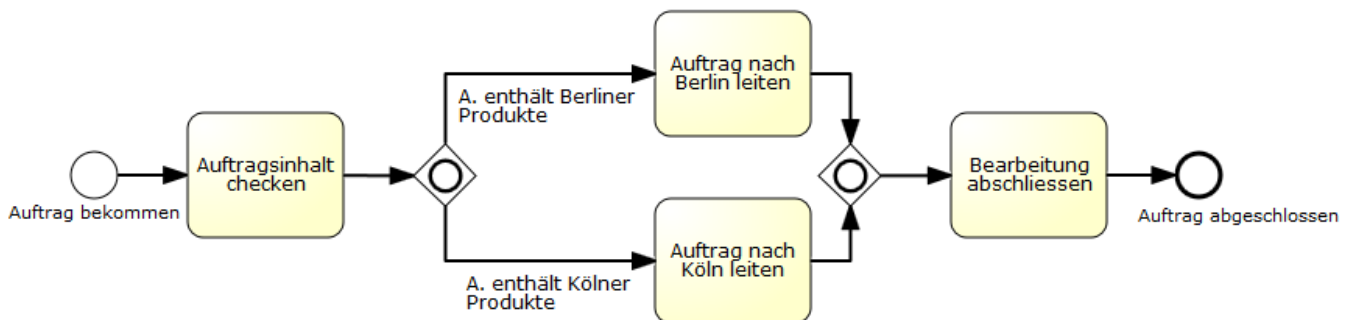 Auftrag bekommen
Auftragsinhalt
checken
A. enthält Berliner
Produkte
Auftrag nach
Berlin leiten
A. enthält Kölner
Produkte
Auftrag nach
Köln leiten
Bearbeitung
abschliessen
Auftrag abgeschlossen